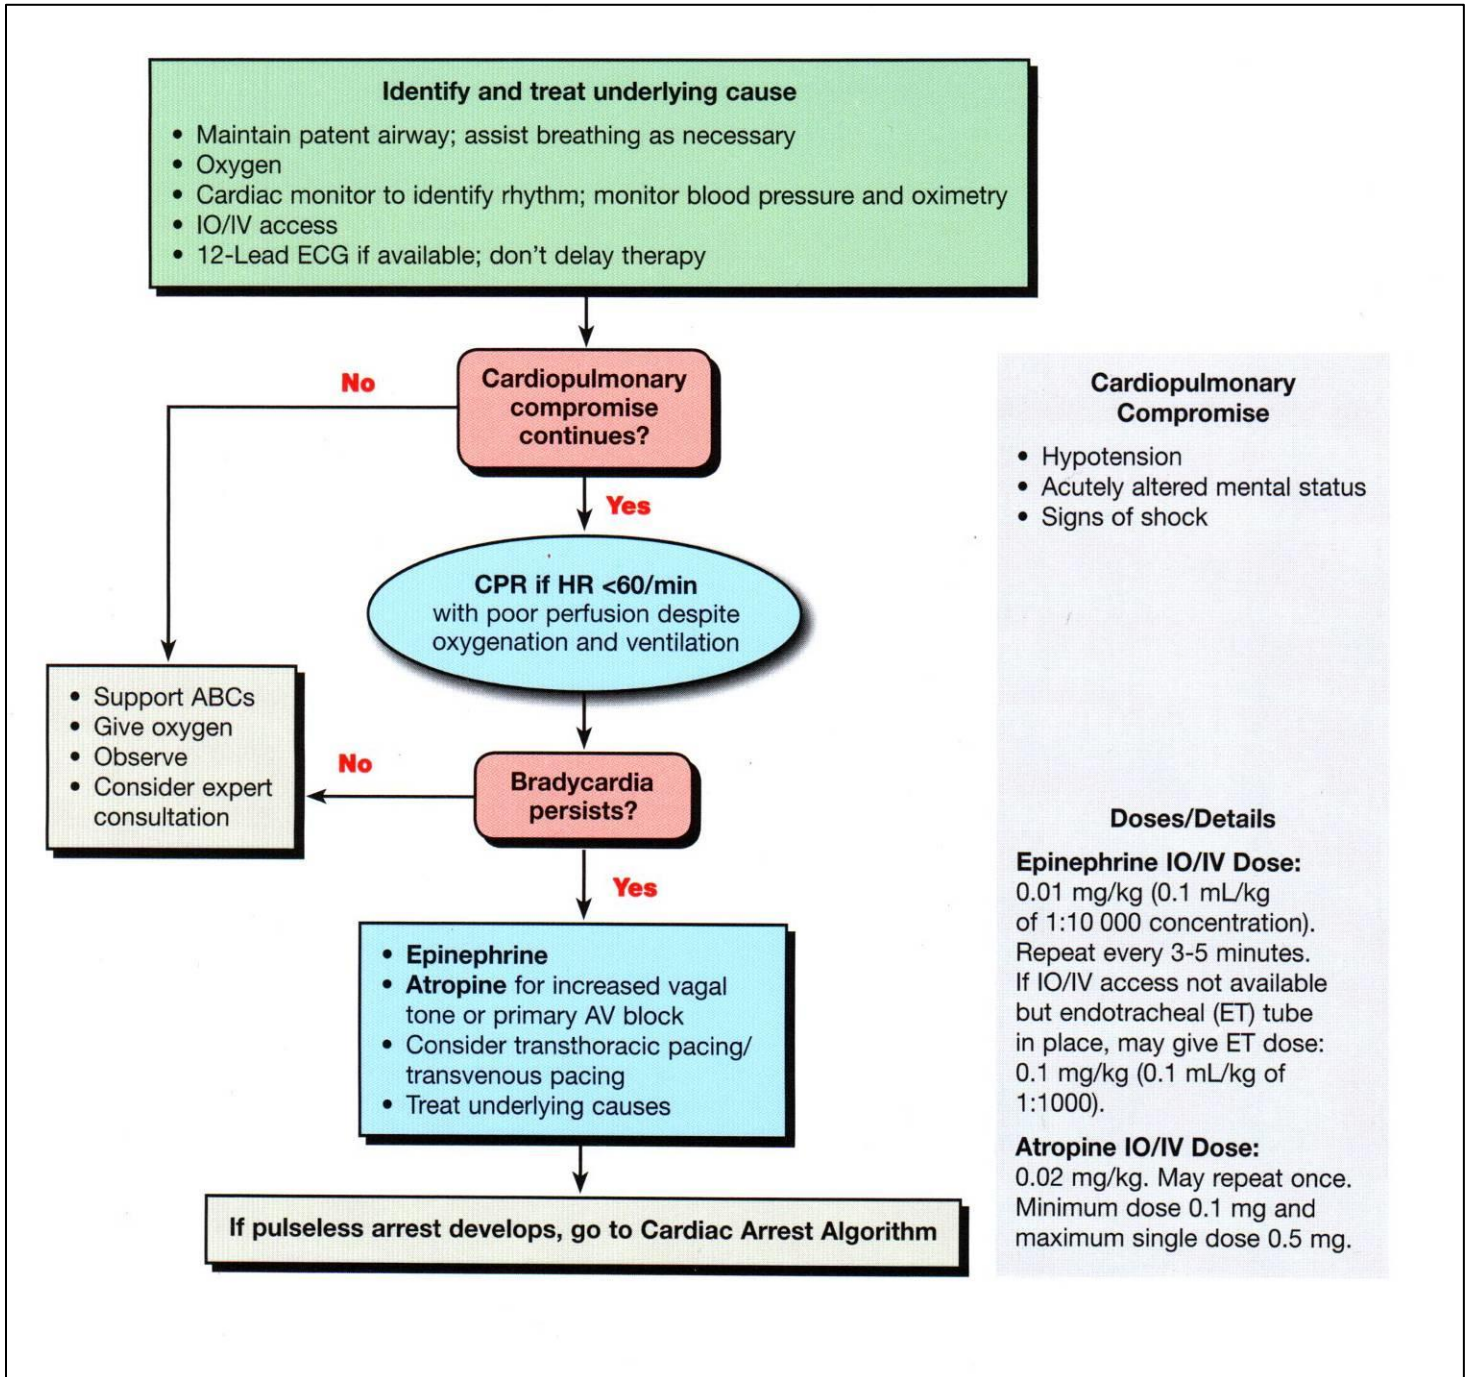 Identify and treat underlying cause
• Maintain patent airway; assist breathing as necessary
• Oxygen
• Cardiac monitor to identify rhythm; monitor blood pressure and oximetry
• IO/IV access
• 12-Lead ECG if available; don't delay therapy
No
Cardiopulmonary
compromise
continues?
Yes
CPR if HR <60/min
with poor perfusion despite
oxygenation and ventilation
• Support ABCs
• Give oxygen
• Observe
• Consider expert
consultation
No
Bradycardia
persists?
Yes
• Epinephrine
• Atropine for increased vagal
tone or primary AV block
• Consider transthoracic pacing/
transvenous pacing
• Treat underlying causes
If pulseless arrest develops, go to Cardiac Arrest Algorithm
Cardiopulmonary
Compromise
• Hypotension
• Acutely altered mental status
• Signs of shock
Doses/Details
Epinephrine IO/IV Dose:
0.01 mg/kg (0.1 mL/kg
of 1:10 000 concentration).
Repeat every 3-5 minutes.
If IO/IV access not available
but endotracheal (ET) tube
in place, may give ET dose:
0.1 mg/kg (0.1 mL/kg of
1:1000).
Atropine IO/IV Dose:
0.02 mg/kg. May repeat once.
Minimum dose 0.1 mg and
maximum single dose 0.5 mg.